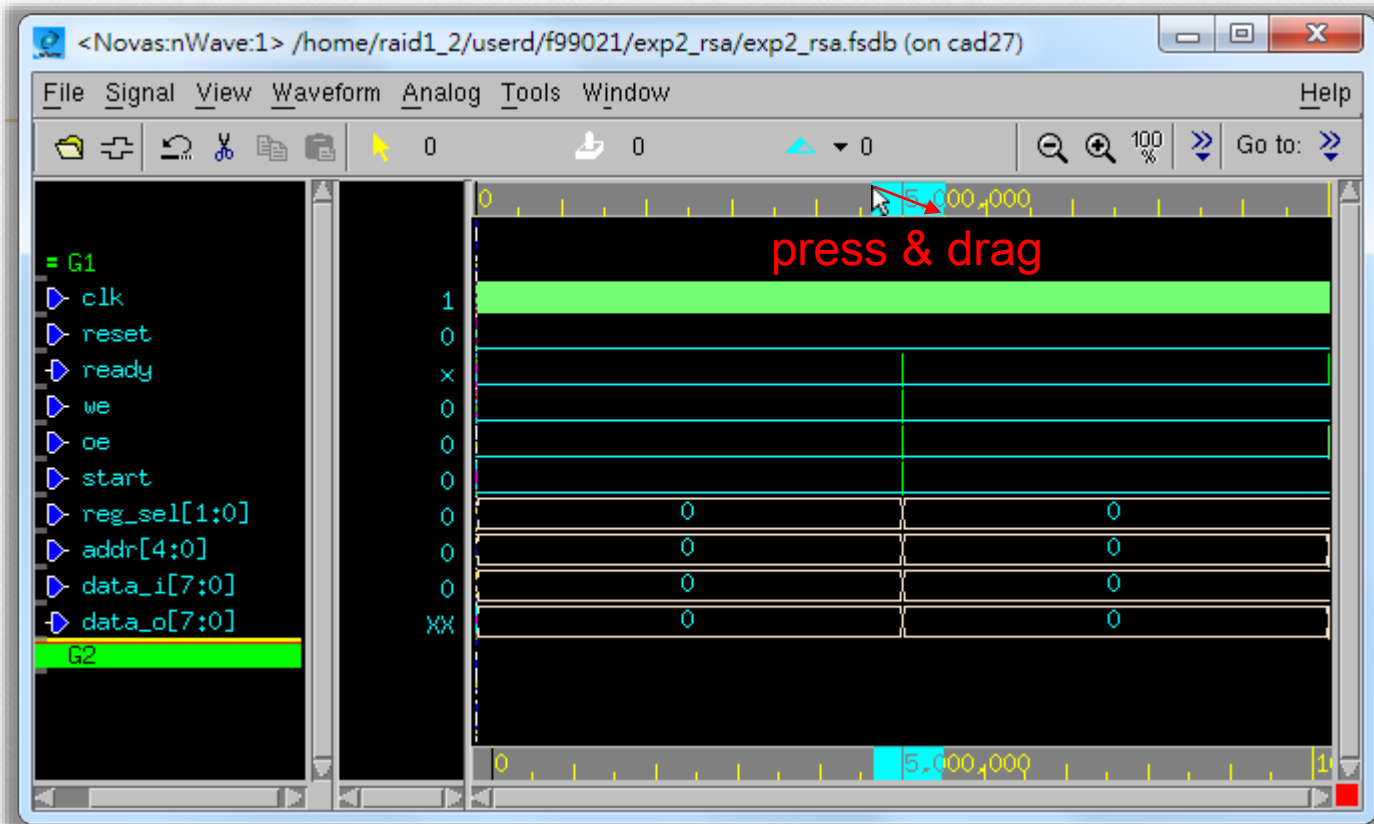 <Novas:nWave:1> /home/raid1_2/userd/f99021/exp2_rsa/exp2_rsa.fsdb (on cad27)
File Signal View Waveform Analog Tools Window Help
0 0 0 100 % Go to:
0 5,000,000
press & drag
= G1
clk 1
reset 0
ready x
we 0
oe 0
start 0
reg_sel[1:0] 0 0 0
addr[4:0] 0 0 0
data_i[7:0] 0 0 0
data_o[7:0] XX 0 0
G2
0 5,000,000 1